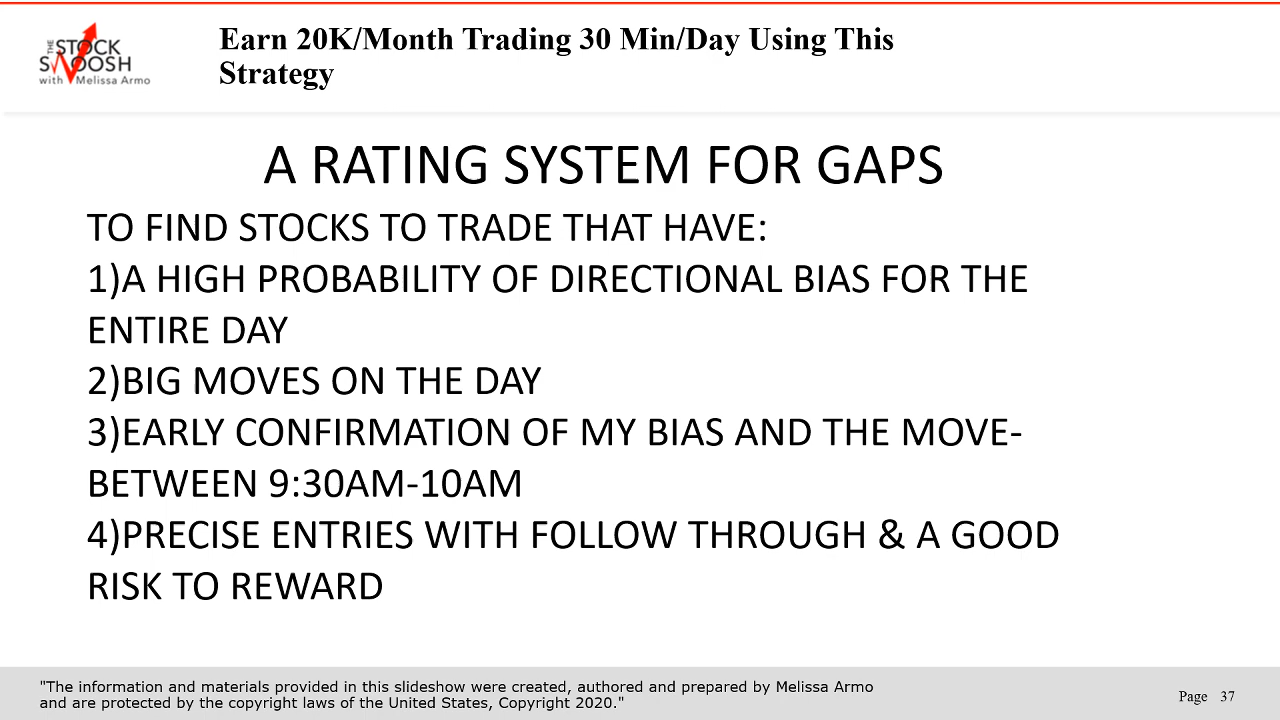 THE
STOCK
SWOOSH
with Melissa Armo
Earn 20K/Month Trading 30 Min/Day Using This
Strategy
A RATING SYSTEM FOR GAPS
TO FIND STOCKS TO TRADE THAT HAVE:
1)A HIGH PROBABILITY OF DIRECTIONAL BIAS FOR THE
ENTIRE DAY
2)BIG MOVES ON THE DAY
3)EARLY CONFIRMATION OF MY BIAS AND THE MOVE-
BETWEEN 9:30AM-10AM
4)PRECISE ENTRIES WITH FOLLOW THROUGH & A GOOD
RISK TO REWARD
"The information and materials provided in this slideshow were created, authored and prepared by Melissa Armo
and are protected by the copyright laws of the United States, Copyright 2020."
Page 37